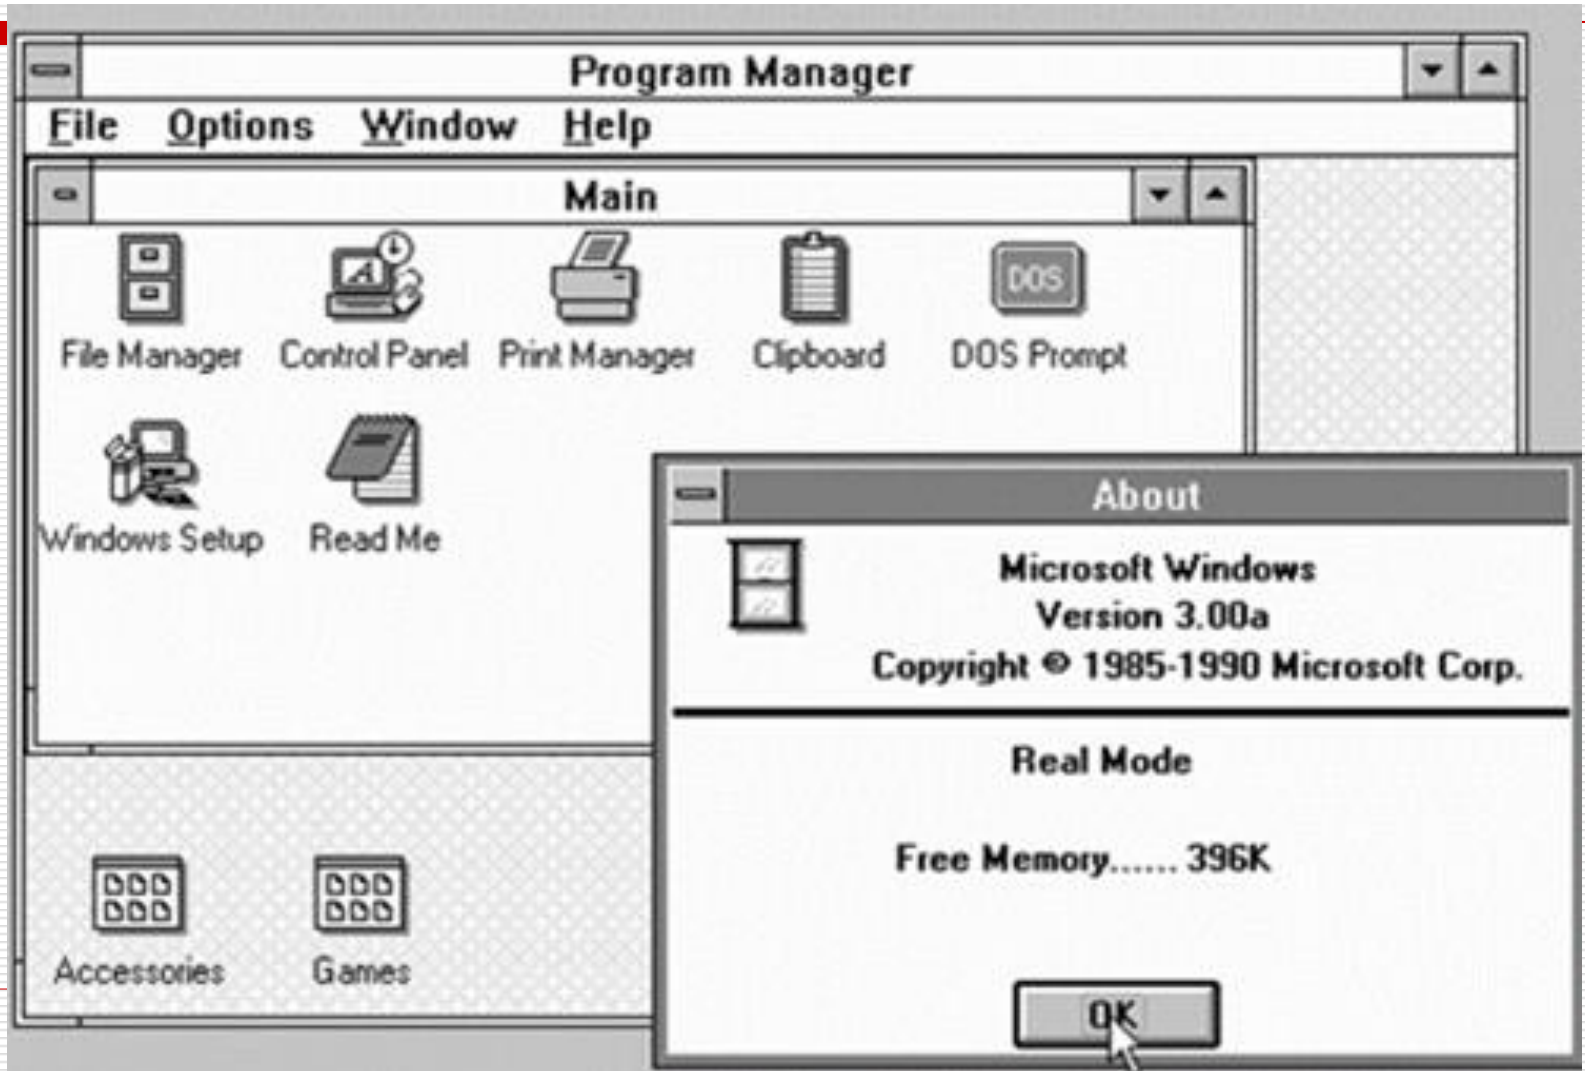 Program Manager
File Options Window Help
Main
A
DOS
File Manager Control Panel Print Manager Clipboard DOS Prompt
Windows Setup Read Me
About
Microsoft Windows
Version 3.00a
Copyright © 1985-1990 Microsoft Corp.
Real Mode
Free Memory...... 396K
Accessories Games
OK